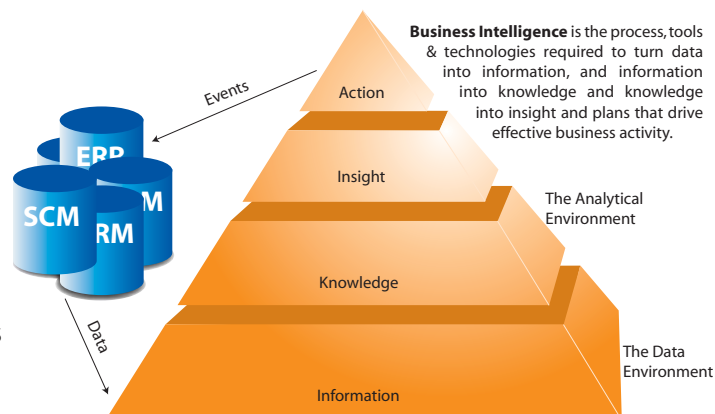 Business Intelligence is the process, tools
& technologies required to turn data
into information, and information
into knowledge and knowledge
into insight and plans that drive
effective business activity.
Events
Action
ERP
Insight
SCM
M
RM
The Analytical
Environment
Knowledge
Data
The Data
Environment
Information